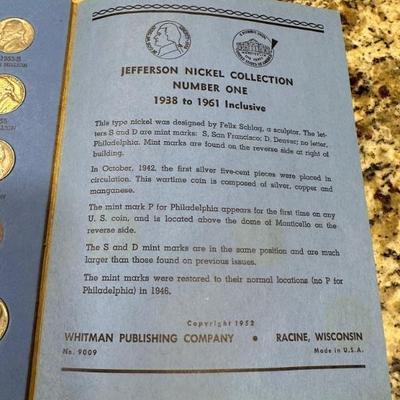 JEFFERSON NICKEL COLLECTION
NUMBER ONE
1938 to 1961 Inclusive
This type nickel was designed by Felix Schlag, a sculptor. The let-
ters S and D are mint marks: S, San Francisco; D, Denver; no letter,
Philadelphia. Mint marks are found on the reverse side at right of
building.
In October, 1942, the first silver five-cent pieces were placed in
circulation. This wartime coin is composed of silver, copper and
manganese.
The mint mark P for Philadelphia appears for the first time on any
U. S. coin, and is located above the dome of Monticello on the
reverse side.
The S and D mint marks are in the same position and are much
larger than those found on previous issues.
The mint marks were restored to their normal locations (no P for
Philadelphia) in 1946.
Copyright 1952
WHITMAN PUBLISHING COMPANY • RACINE, WISCONSIN
No. 9009 Made in U.S.A.